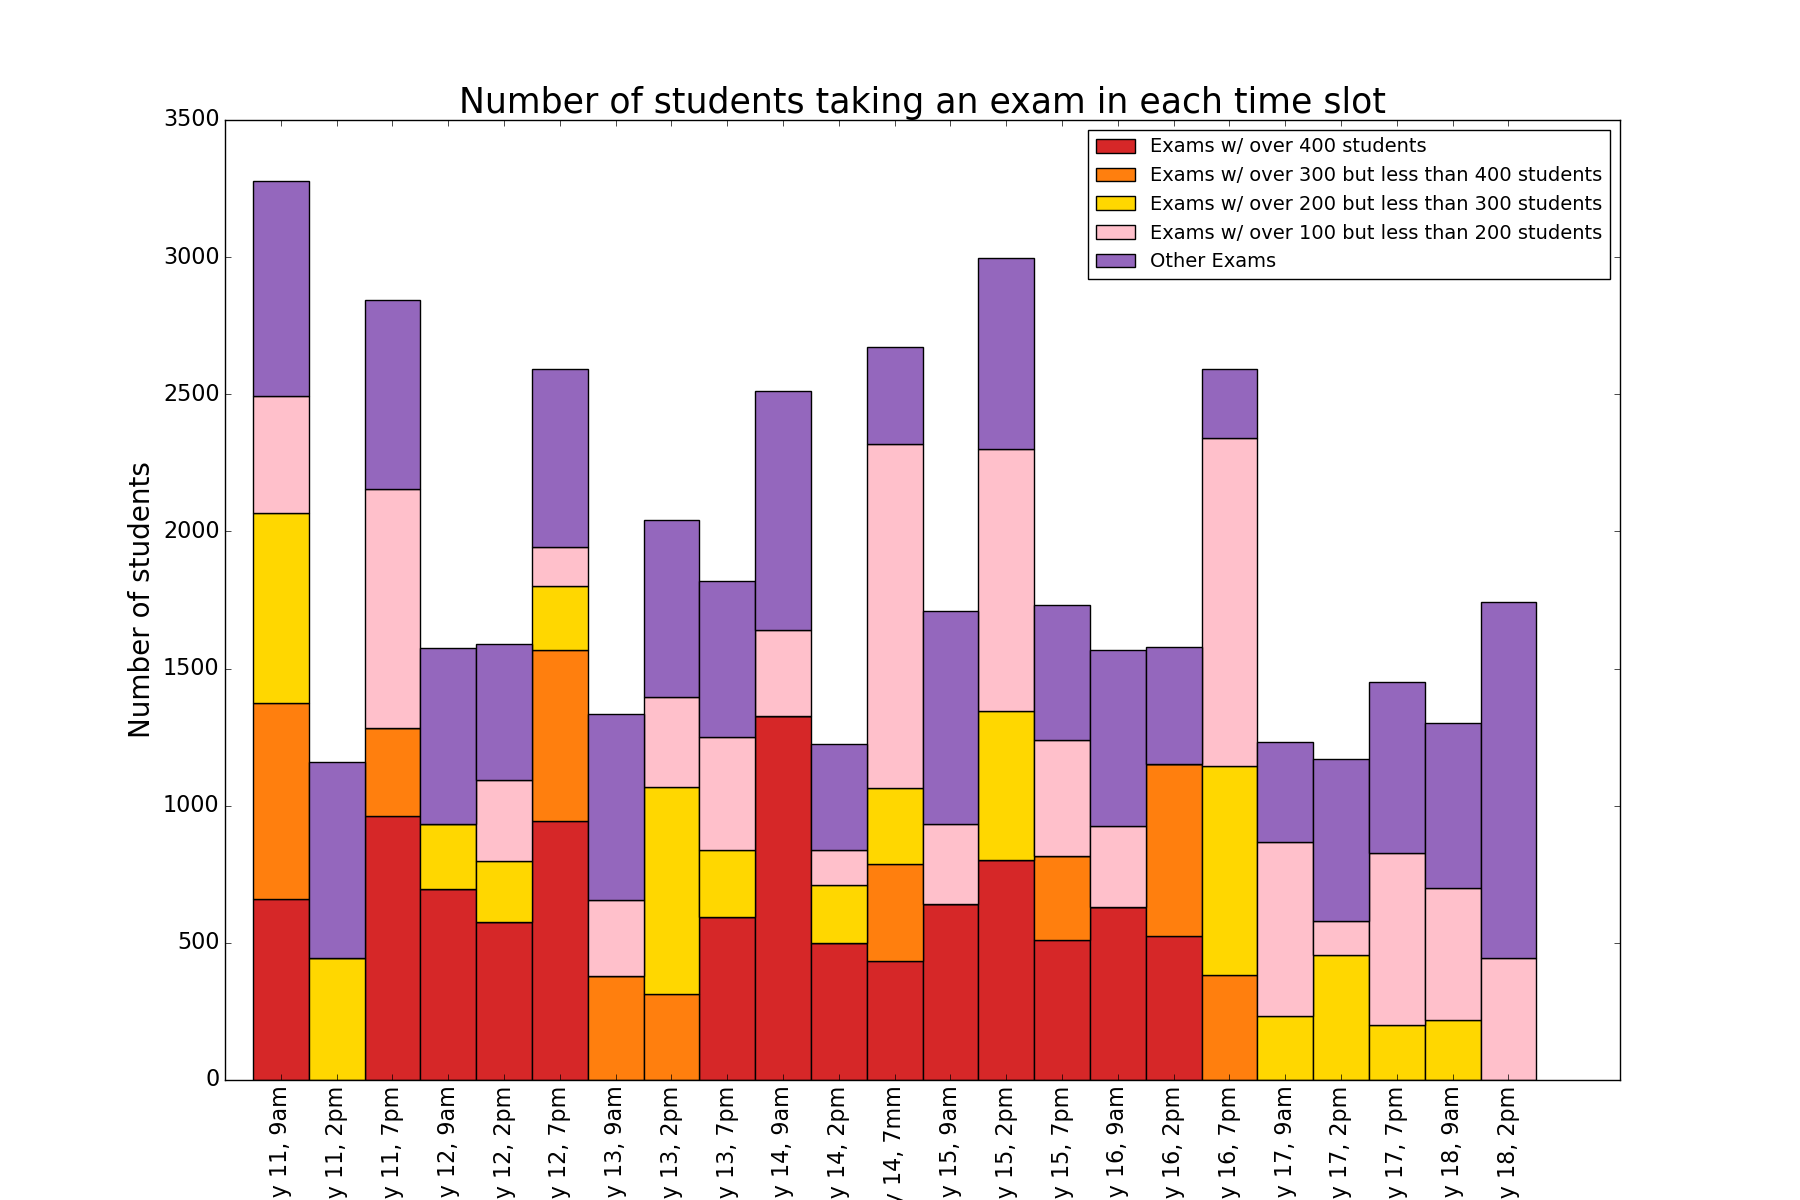 Number of students taking an exam in each time slot
Exams w/ over 400 students
Exams w/ over 300 but less than 400 students
Exams w/ over 200 but less than 300 students
Exams w/ over 100 but less than 200 students
Other Exams
Number of students
3500
3000
2500
2000
1500
1000
500
0
y 11, 9am
y 11, 2pm
y 11, 7pm
y 12, 9am
y 12, 2pm
y 12, 7pm
y 13, 9am
y 13, 2pm
y 13, 7pm
y 14, 9am
y 14, 2pm
y 14, 7mm
y 15, 9am
y 15, 2pm
y 15, 7pm
y 16, 9am
y 16, 2pm
y 16, 7pm
y 17, 9am
y 17, 2pm
y 17, 7pm
y 18, 9am
y 18, 2pm